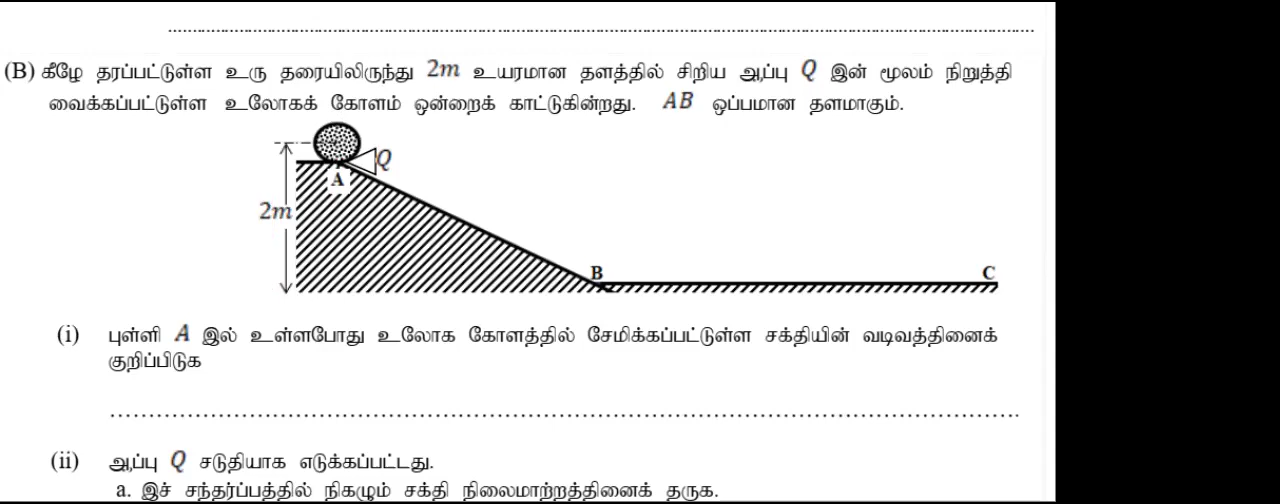 (B) கீழே தரப்பட்டுள்ள உரு தரையிலிருந்து 2m உயரமான தளத்தில் சிறிய ஆப்பு Q இன் மூலம் நிறுத்தி
வைக்கப்பட்டுள்ள உலோகக் கோளம் ஒன்றைக் காட்டுகின்றது. AB ஒப்பமான தளமாகும்.
Q
A
2m
B
C
(i) புள்ளி A இல் உள்ளபோது உலோக கோளத்தில் சேமிக்கப்பட்டுள்ள சக்தியின் வடிவத்தினைக்
குறிப்பிடுக
(ii) ஆப்பு Q சடுதியாக எடுக்கப்பட்டது.
a. இச் சந்தர்ப்பத்தில் நிகழும் சக்தி நிலைமாற்றத்தினைக் தருக.